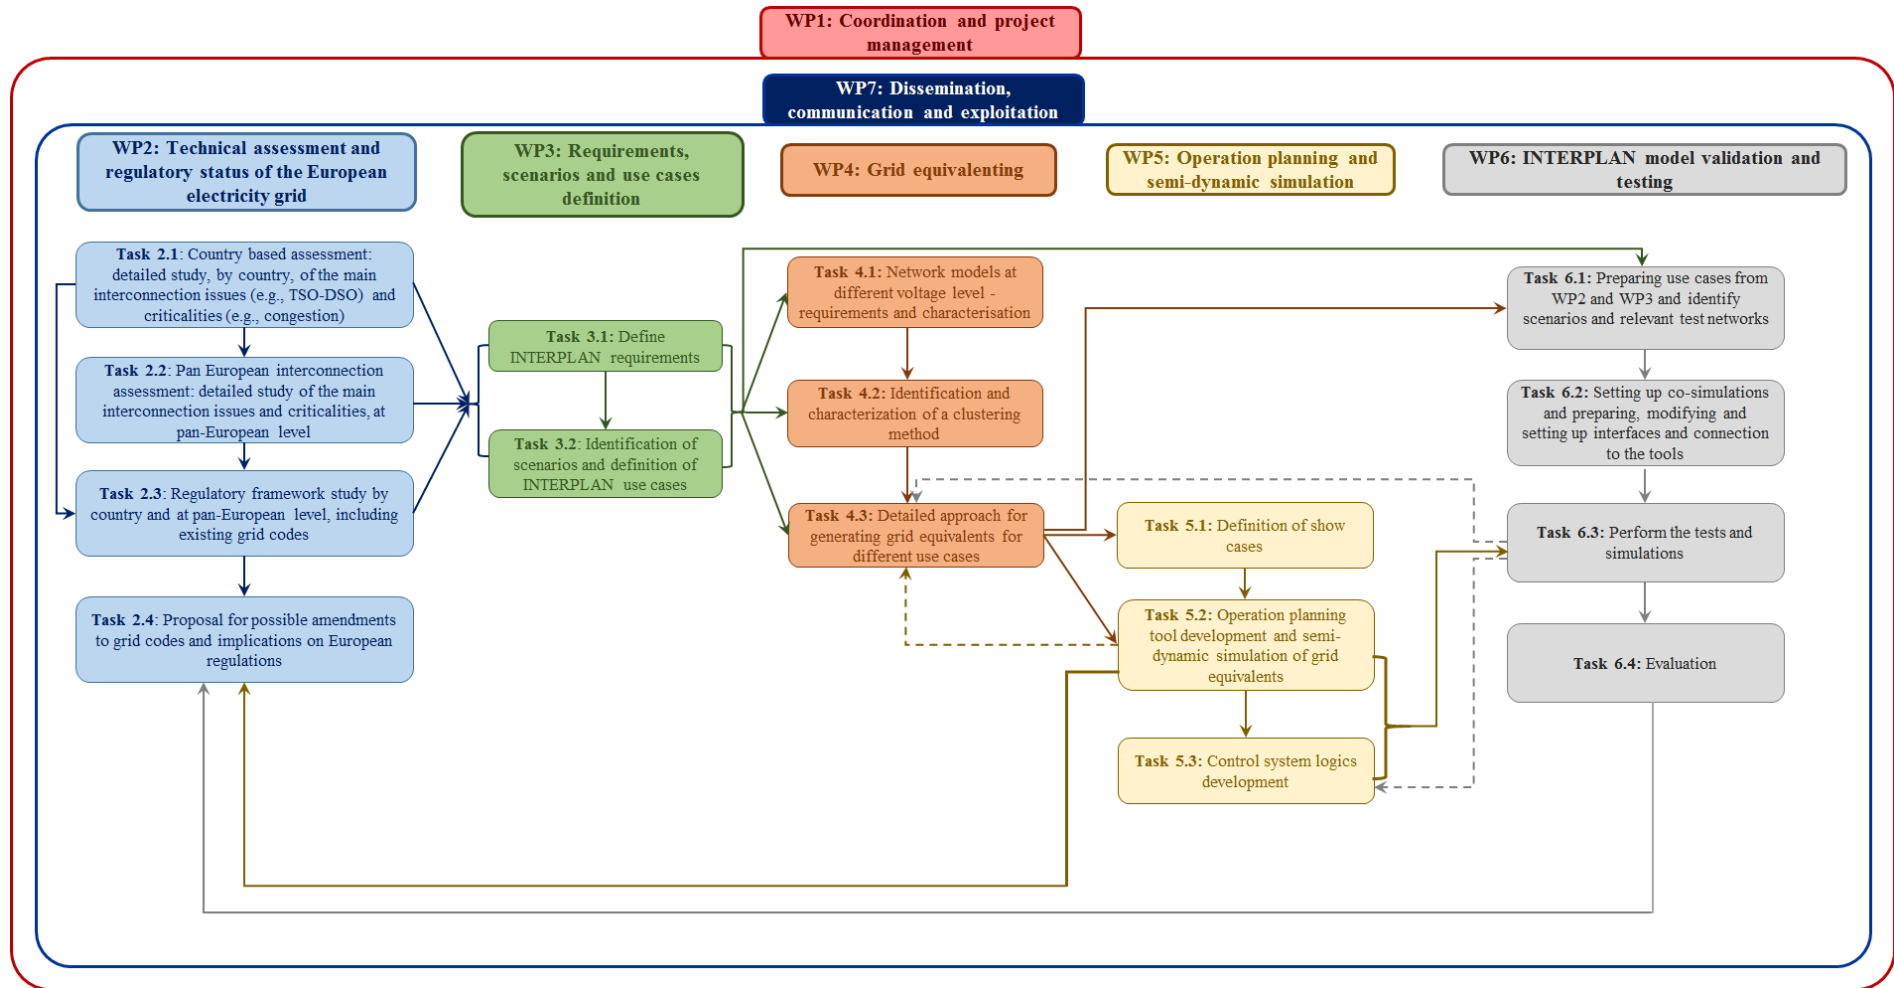 WP1: Coordination and project
management
WP7: Dissemination,
communication and exploitation
WP2: Technical assessment and
regulatory status of the European
electricity grid
WP3: Requirements,
scenarios and use cases
definition
WP4: Grid equivalenting
WP5: Operation planning and
semi-dynamic simulation
WP6: INTERPLAN model validation and
testing
Task 2.1: Country based assessment:
detailed study, by country, of the main
interconnection issues (e.g., TSO-DSO) and
criticalities (e.g., congestion)
Task 2.2: Pan European interconnection
assessment: detailed study of the main
interconnection issues and criticalities, at
pan-European level
Task 2.3: Regulatory framework study by
country and at pan-European level, including
existing grid codes
Task 2.4: Proposal for possible amendments
to grid codes and implications on European
regulations
Task 3.1: Define
INTERPLAN requirements
Task 3.2: Identification of
scenarios and definition of
INTERPLAN use cases
Task 4.1: Network models at
different voltage level -
requirements and characterisation
Task 4.2: Identification and
characterization of a clustering
method
Task 4.3: Detailed approach for
generating grid equivalents for
different use cases
Task 5.1: Definition of show
cases
Task 5.2: Operation planning
tool development and semi-
dynamic simulation of grid
equivalents
Task 5.3: Control system logics
development
Task 6.1: Preparing use cases from
WP2 and WP3 and identify
scenarios and relevant test networks
Task 6.2: Setting up co-simulations
and preparing, modifying and
setting up interfaces and connection
to the tools
Task 6.3: Perform the tests and
simulations
Task 6.4: Evaluation